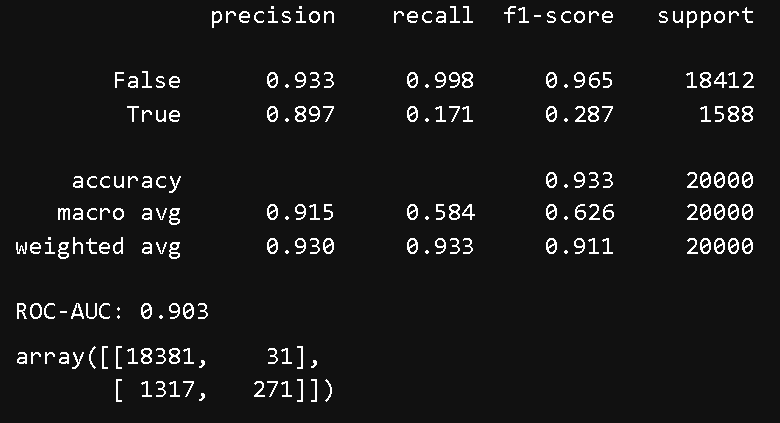 precision recall f1-score support
False 0.933 0.998 0.965 18412
True 0.897 0.171 0.287 1588
accuracy 0.933 20000
macro avg 0.915 0.584 0.626 20000
weighted avg 0.930 0.933 0.911 20000
ROC-AUC: 0.903
array([[18381, 31],
[ 1317, 271]])